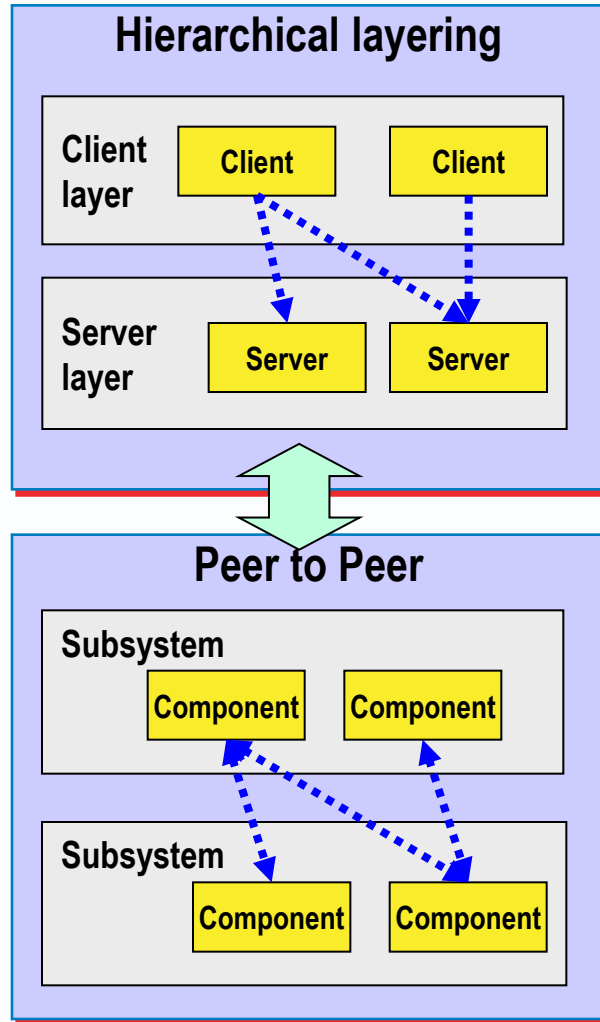 Hierarchical layering
Client
layer
Client
Client
Server
layer
Server
Server
Peer to Peer
Subsystem
Component
Component
Subsystem
Component
Component